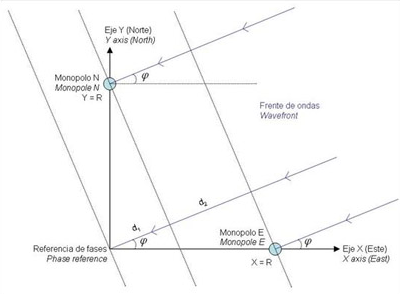 Eje Y (Norte)
Y axis (North)
φ
Monopolo N
Monopole N
Y = R
Frente de ondas
Wavefront
d₂
d₁
Monopolo E
Monopole E
Referencia de fases
Phase reference
φ
φ
X = R
Eje X (Este)
X axis (East)